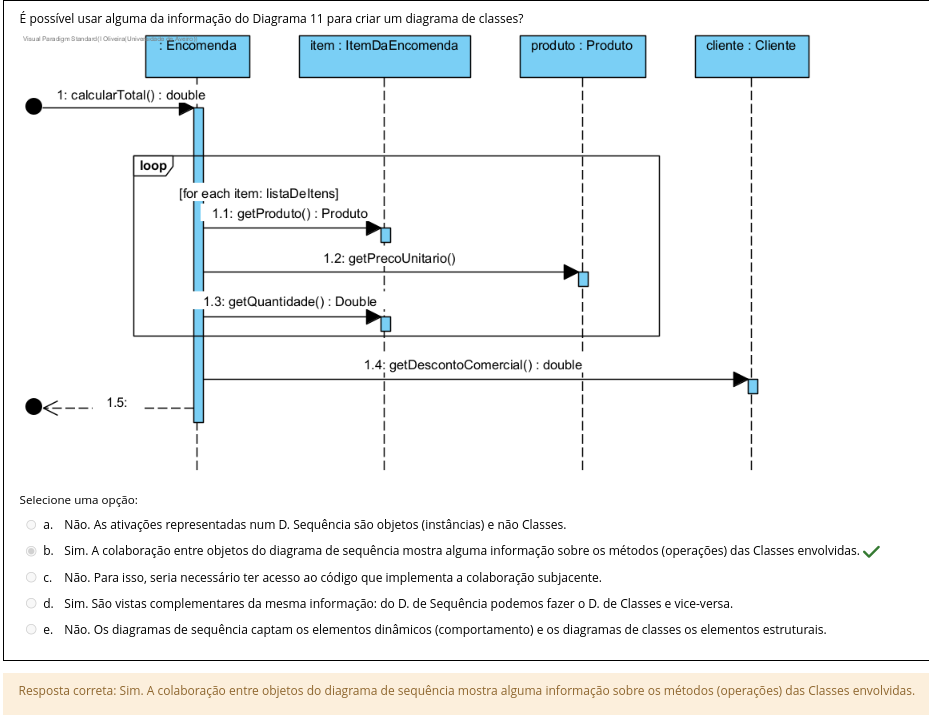 É possível usar alguma da informação do Diagrama 11 para criar um diagrama de classes?
Visual Paradigm Standard(I Oliveira(Universidade de Aveiro))
: Encomenda
item : ItemDaEncomenda
produto : Produto
cliente : Cliente
1: calcularTotal() : double
loop
[for each item: listaDeItens]
1.1: getProduto() : Produto
1.2: getPrecoUnitario()
1.3: getQuantidade() : Double
1.4: getDescontoComercial() : double
1.5:
Selecione uma opção:
a. Não. As ativações representadas num D. Sequência são objetos (instâncias) e não Classes.
b. Sim. A colaboração entre objetos do diagrama de sequência mostra alguma informação sobre os métodos (operações) das Classes envolvidas.
c. Não. Para isso, seria necessário ter acesso ao código que implementa a colaboração subjacente.
d. Sim. São vistas complementares da mesma informação: do D. de Sequência podemos fazer o D. de Classes e vice-versa.
e. Não. Os diagramas de sequência captam os elementos dinâmicos (comportamento) e os diagramas de classes os elementos estruturais.
Resposta correta: Sim. A colaboração entre objetos do diagrama de sequência mostra alguma informação sobre os métodos (operações) das Classes envolvidas.